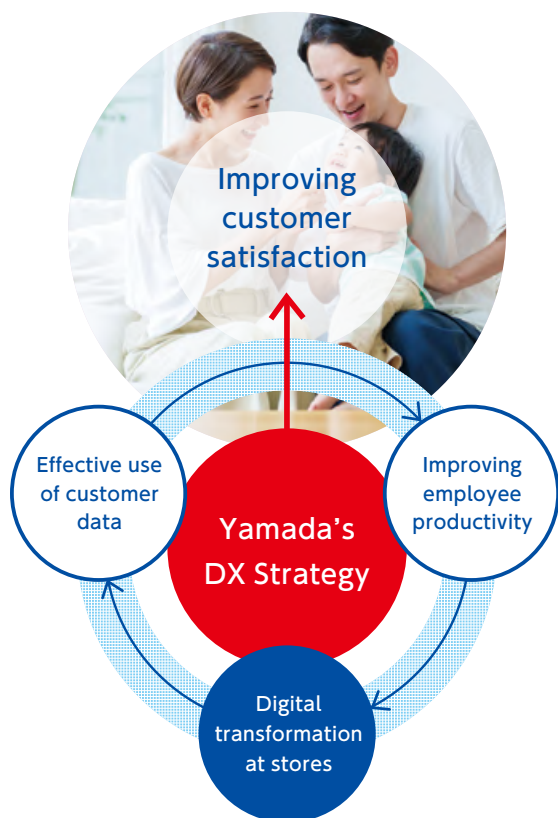 Improving
customer
satisfaction
Effective use
of customer
data
Improving
employee
productivity
Yamada’s
DX Strategy
Digital
transformation
at stores